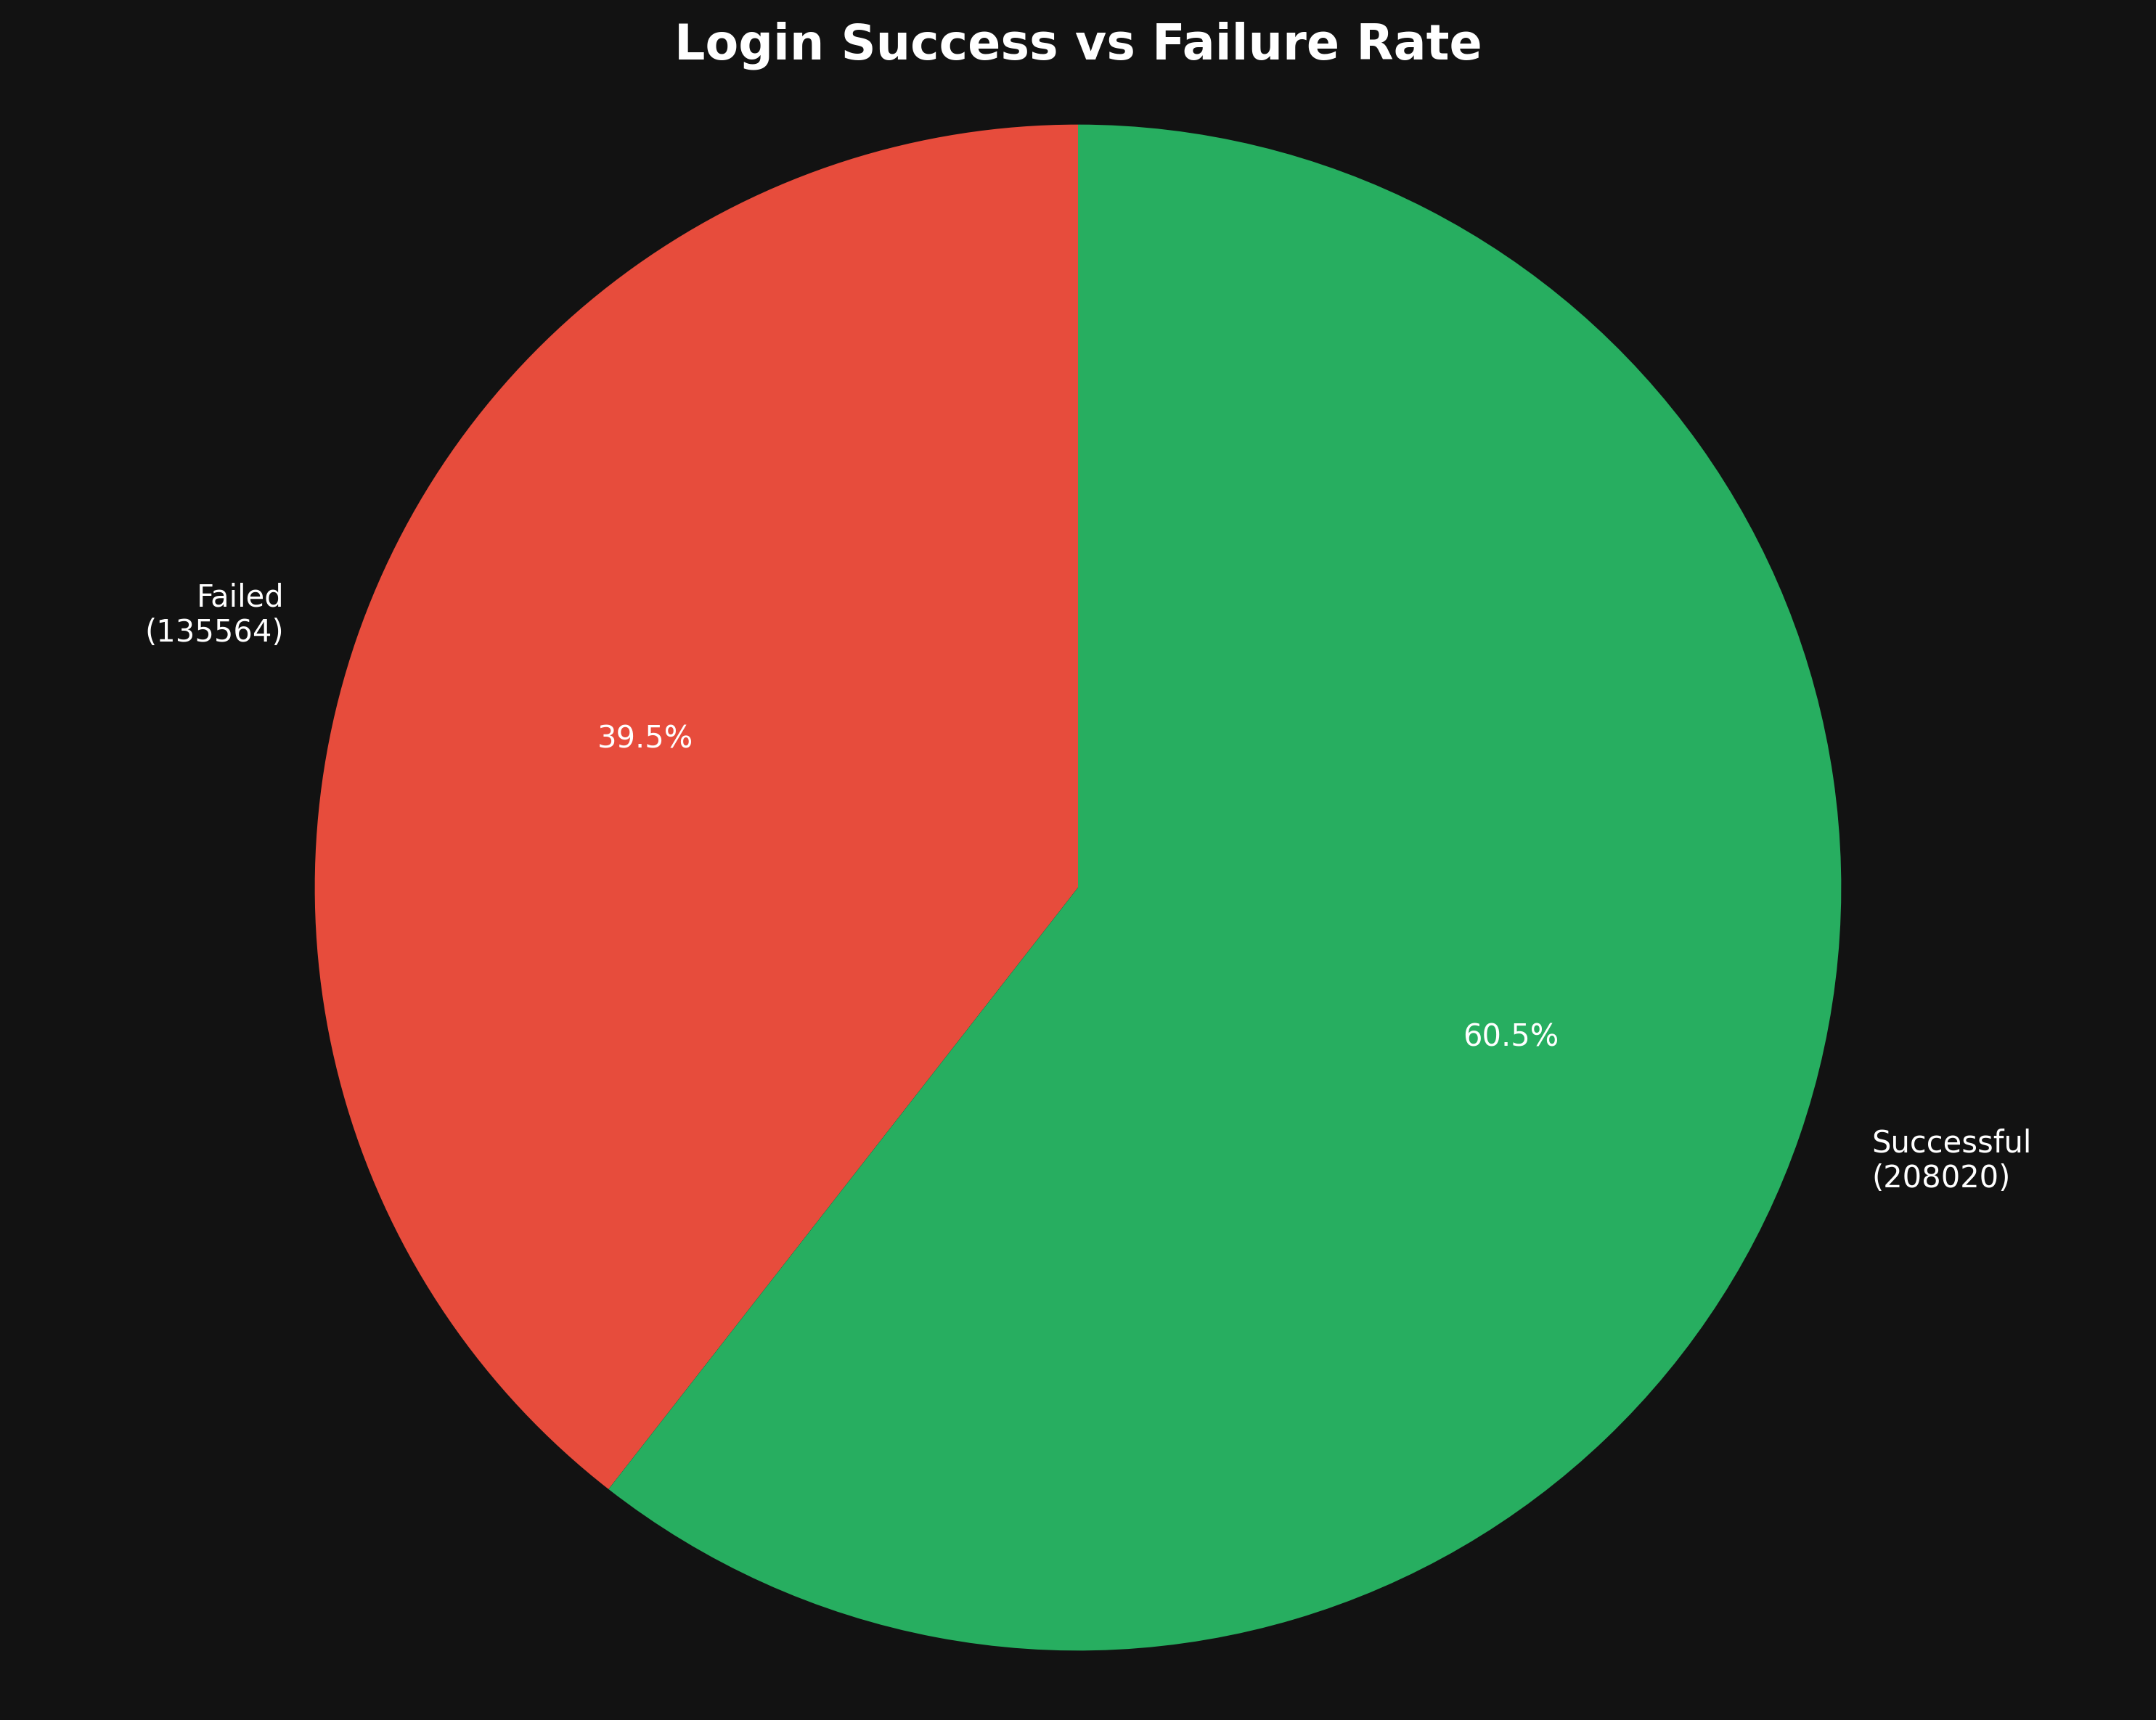 Login Success vs Failure Rate
Failed
(135564)
39.5%
60.5%
Successful
(208020)